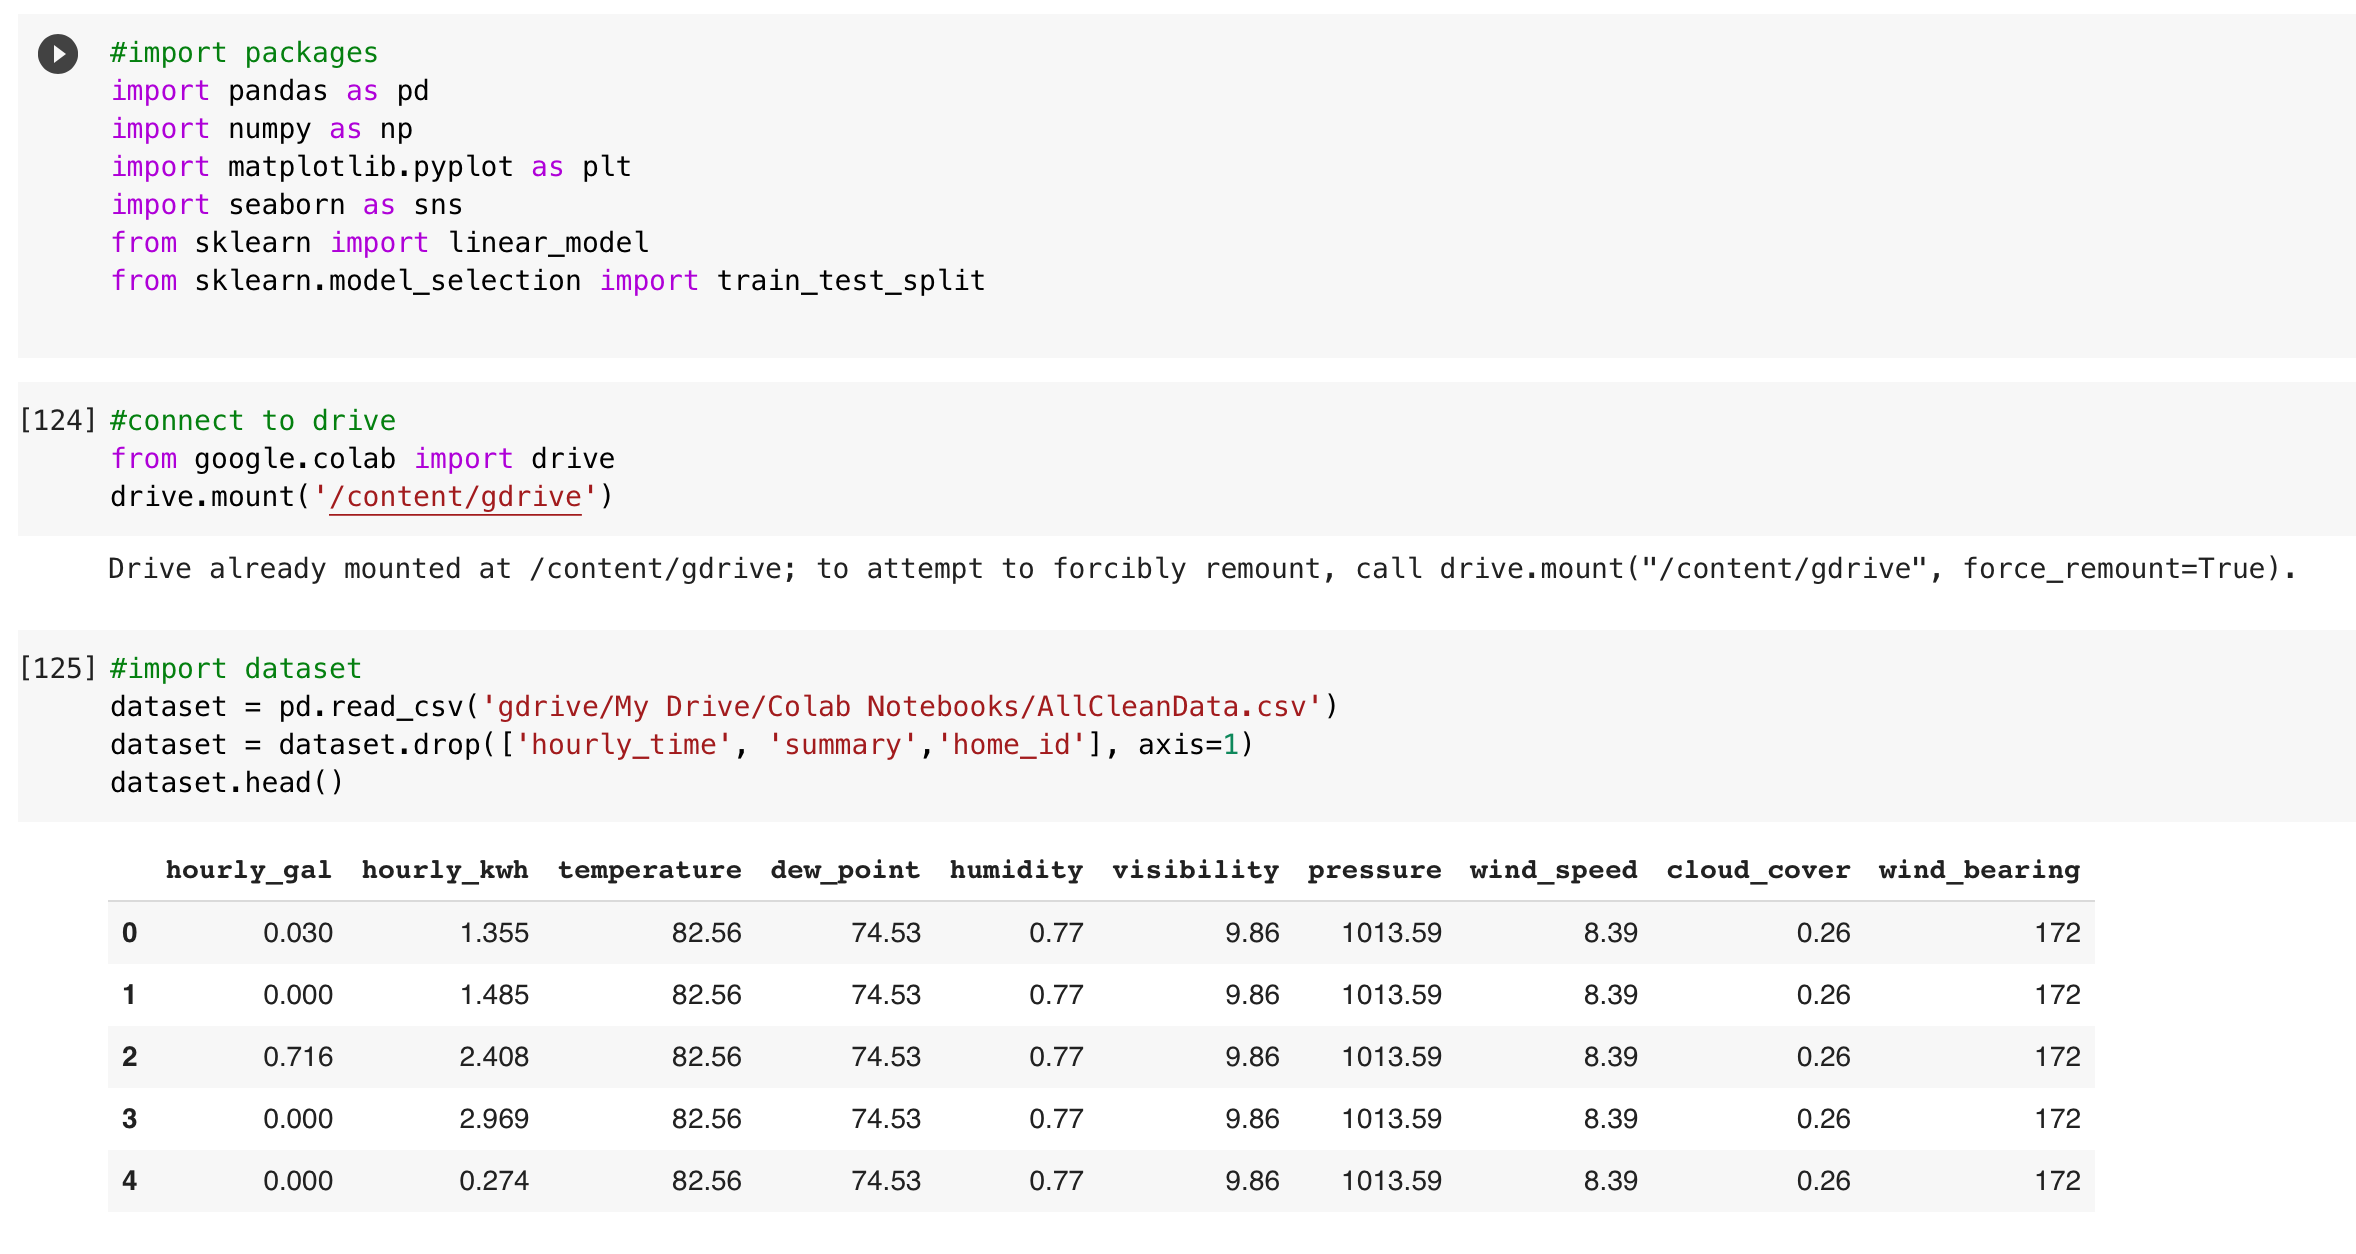 #import packages
import pandas as pd
import numpy as np
import matplotlib.pyplot as plt
import seaborn as sns
from sklearn import linear_model
from sklearn.model_selection import train_test_split
[124] #connect to drive
from google.colab import drive
drive.mount('/content/gdrive')
Drive already mounted at /content/gdrive; to attempt to forcibly remount, call drive.mount("/content/gdrive", force_remount=True).
[125] #import dataset
dataset = pd.read_csv('gdrive/My Drive/Colab Notebooks/AllCleanData.csv')
dataset = dataset.drop(['hourly_time', 'summary','home_id'], axis=1)
dataset.head()
hourly_gal hourly_kwh temperature dew_point humidity visibility pressure wind_speed cloud_cover wind_bearing
0 0.030 1.355 82.56 74.53 0.77 9.86 1013.59 8.39 0.26 172
1 0.000 1.485 82.56 74.53 0.77 9.86 1013.59 8.39 0.26 172
2 0.716 2.408 82.56 74.53 0.77 9.86 1013.59 8.39 0.26 172
3 0.000 2.969 82.56 74.53 0.77 9.86 1013.59 8.39 0.26 172
4 0.000 0.274 82.56 74.53 0.77 9.86 1013.59 8.39 0.26 172